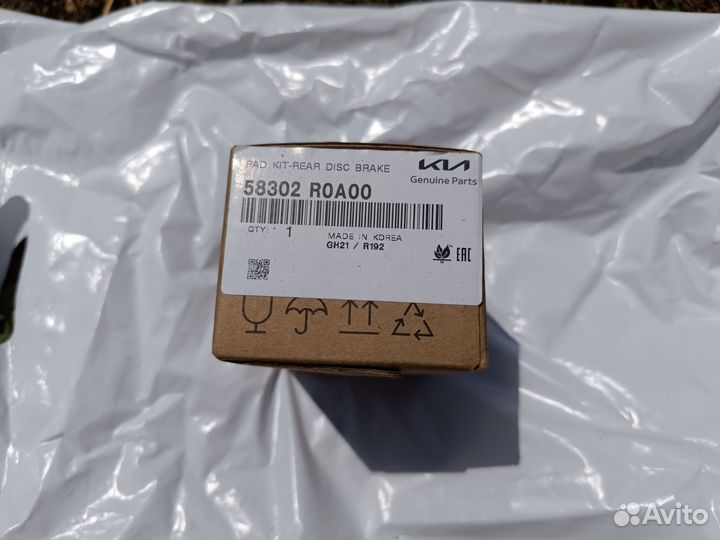 PAD KIT-REAR DISC BRAKE
KIA
Genuine Parts
58302 R0A00
QTY: 1
MADE IN KOREA
GH21 / R192
EAC
Avito